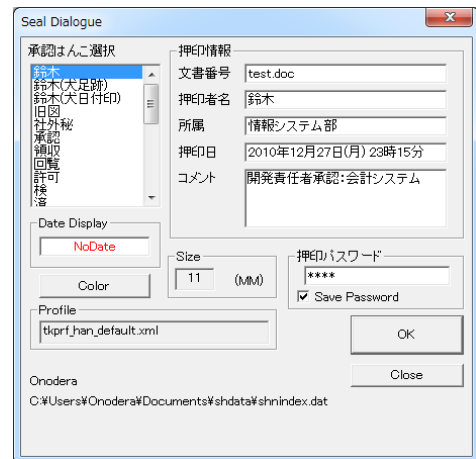 Seal Dialogue
承認はんこ選択
鈴木
鈴木(犬足跡)
鈴木(犬日付印)
旧図
社外秘
承認
領収
回覧
許可
検
済
押印情報
文書番号 test.doc
押印者名 鈴木
所属 情報システム部
押印日 2010年12月27日(月) 23時15分
コメント 開発責任者承認:会計システム
Date Display
NoDate
Color
Size
11 (MM)
押印パスワード
****
Save Password
Profile
tkprf_han_default.xml
OK
Close
Onodera
C:¥Users¥Onodera¥Documents¥shdata¥shnindex.dat